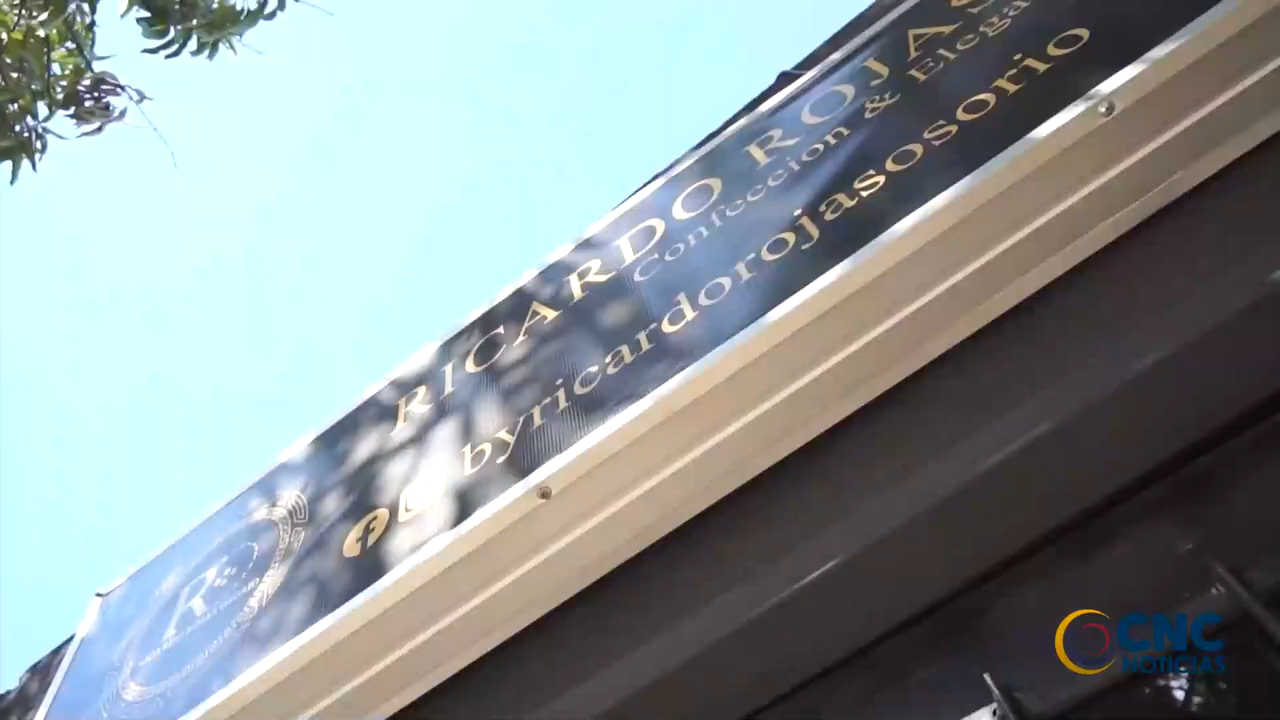 RICARDO ROJAS
Confeccion & Elega
byricardorojasosorio
R
CNC
NOTICIAS